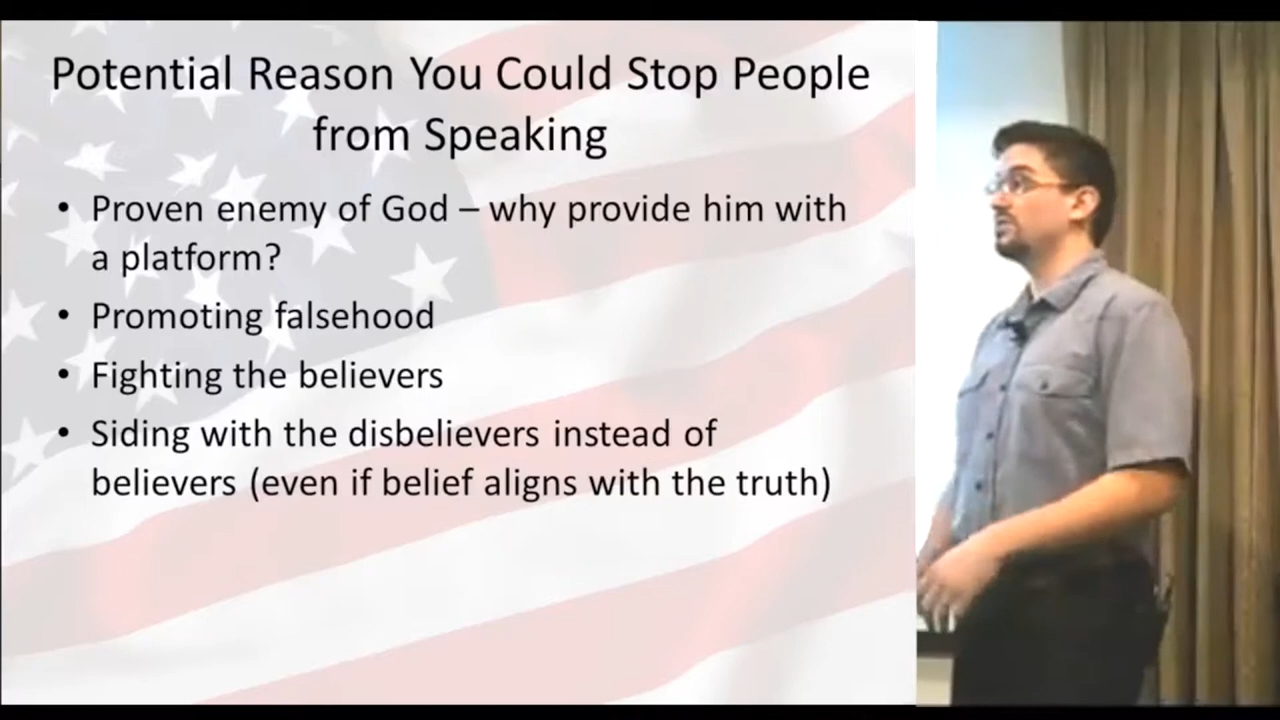 Potential Reason You Could Stop People
from Speaking
• Proven enemy of God – why provide him with
a platform?
• Promoting falsehood
• Fighting the believers
• Siding with the disbelievers instead of
believers (even if belief aligns with the truth)